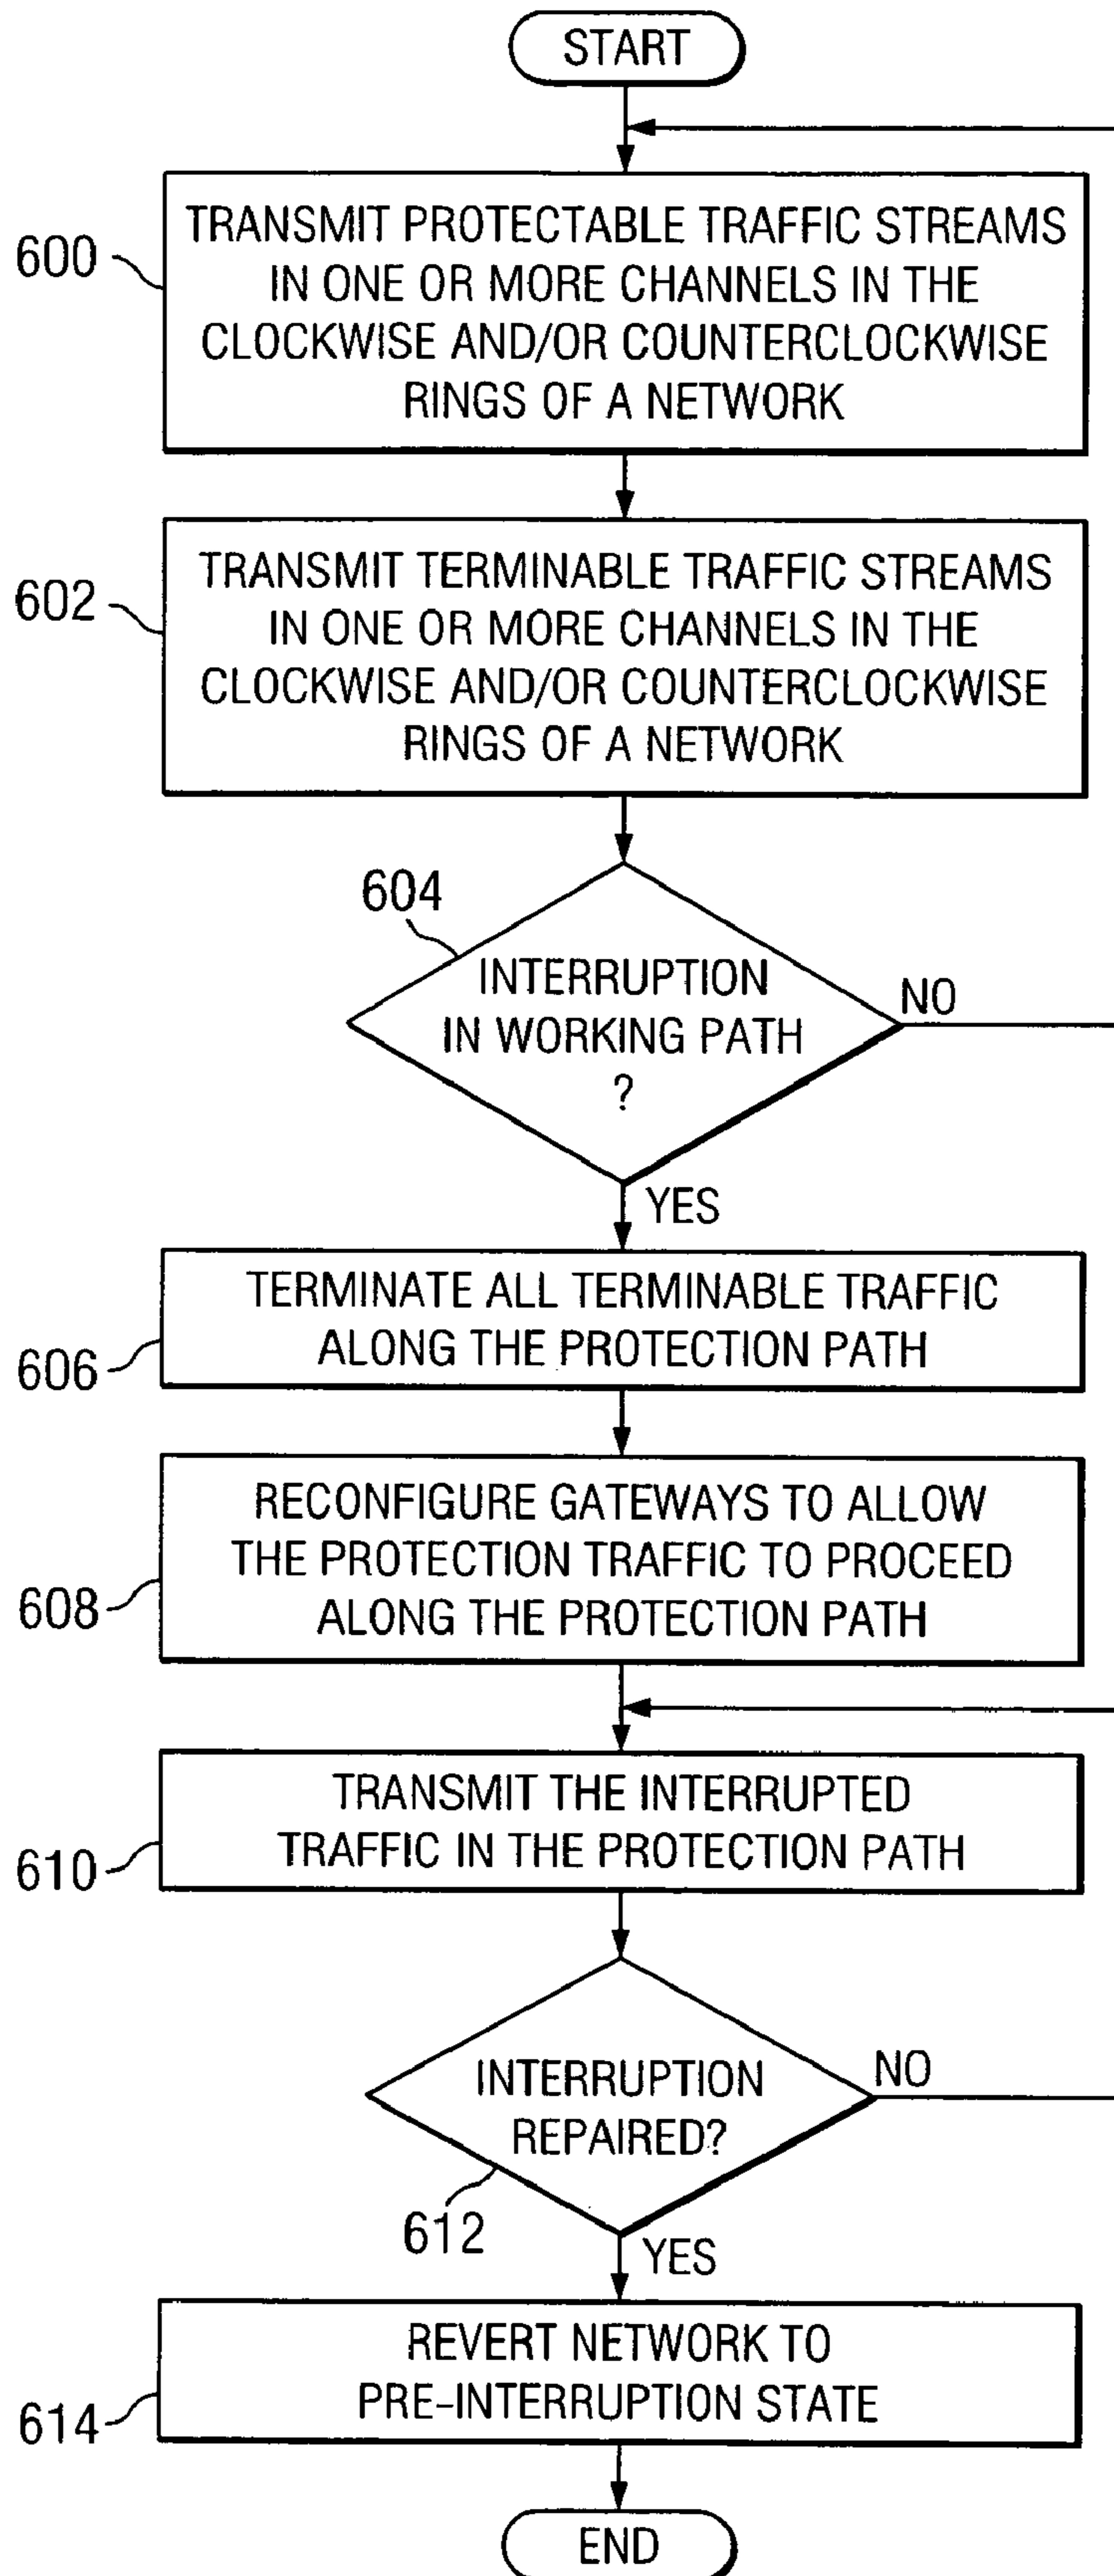 START
600
TRANSMIT PROTECTABLE TRAFFIC STREAMS
IN ONE OR MORE CHANNELS IN THE
CLOCKWISE AND/OR COUNTERCLOCKWISE
RINGS OF A NETWORK
602
TRANSMIT TERMINABLE TRAFFIC STREAMS
IN ONE OR MORE CHANNELS IN THE
CLOCKWISE AND/OR COUNTERCLOCKWISE
RINGS OF A NETWORK
604
INTERRUPTION
IN WORKING PATH
?
NO
YES
606
TERMINATE ALL TERMINABLE TRAFFIC
ALONG THE PROTECTION PATH
608
RECONFIGURE GATEWAYS TO ALLOW
THE PROTECTION TRAFFIC TO PROCEED
ALONG THE PROTECTION PATH
610
TRANSMIT THE INTERRUPTED
TRAFFIC IN THE PROTECTION PATH
INTERRUPTION
REPAIRED?
NO
612
YES
614
REVERT NETWORK TO
PRE-INTERRUPTION STATE
END